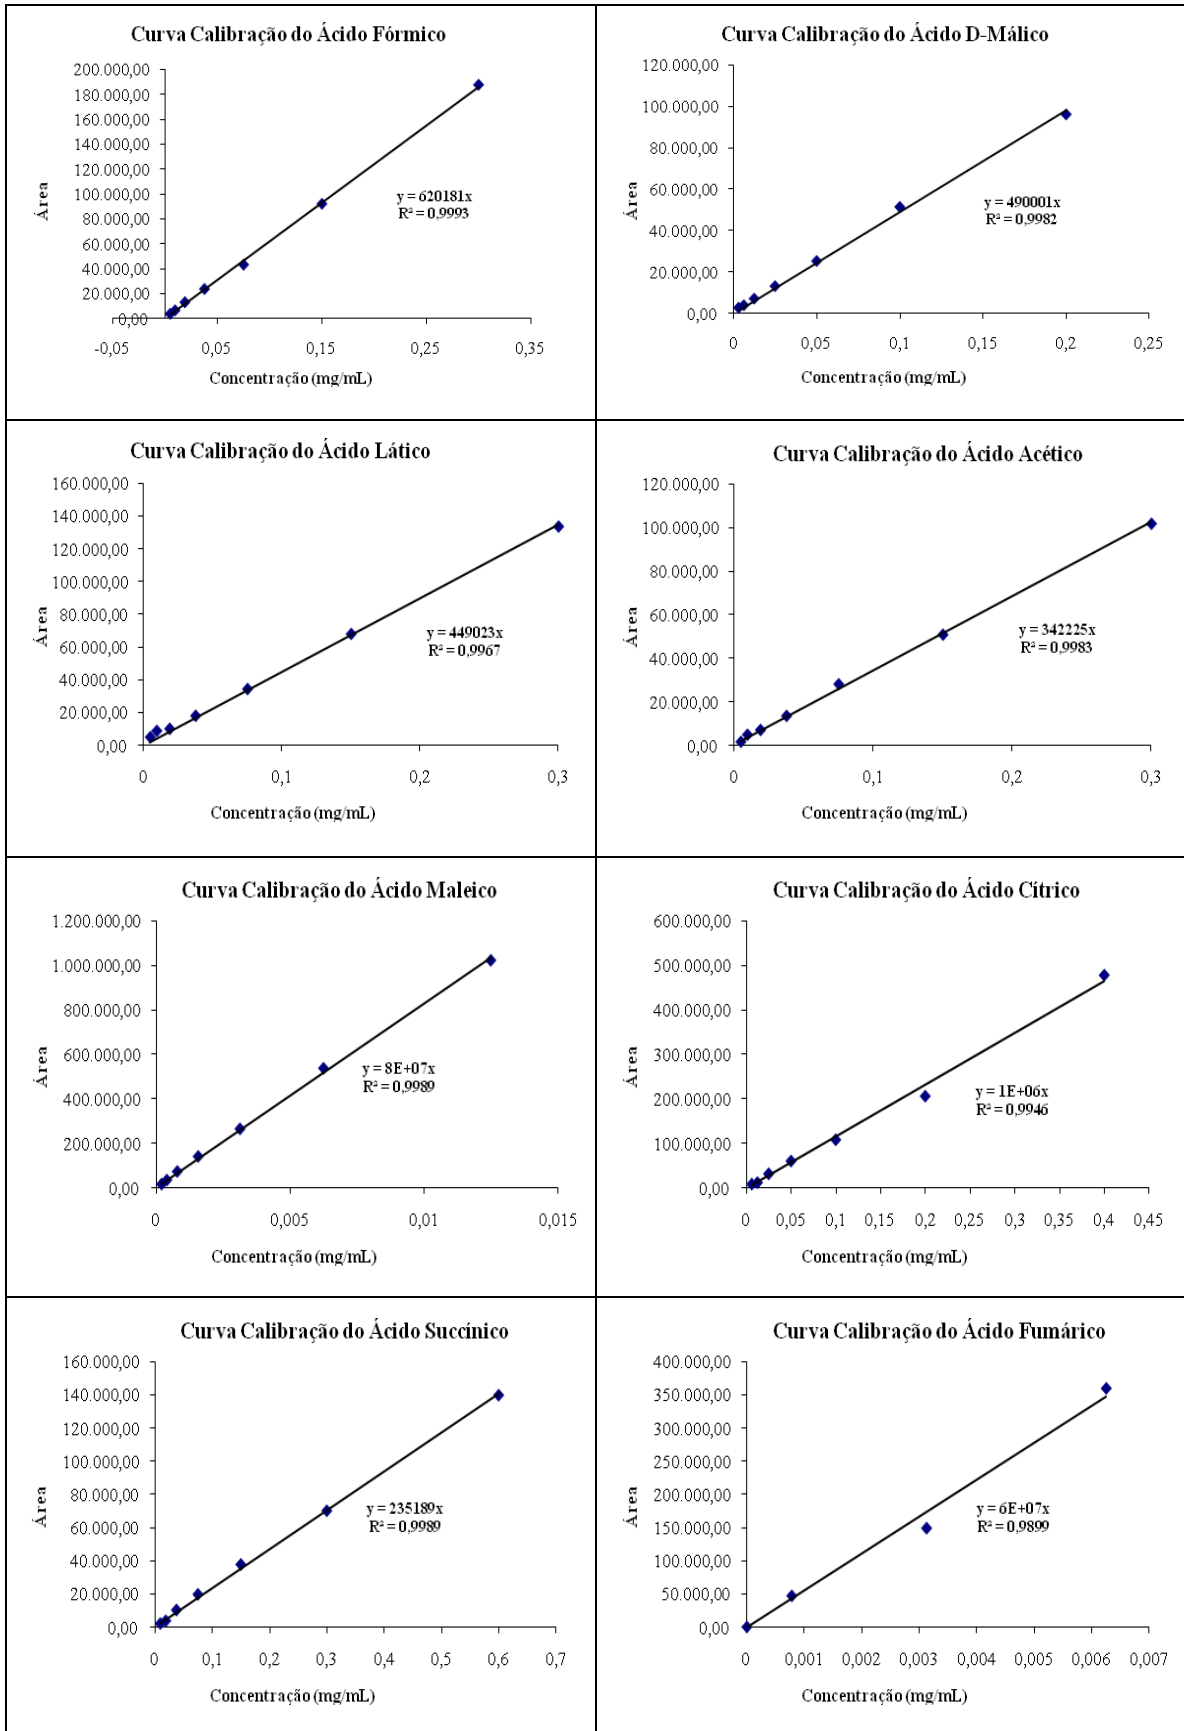 Curva Calibração do Ácido Fórmico
200.000,00
180.000,00
160.000,00
140.000,00
120.000,00
100.000,00
80.000,00
60.000,00
40.000,00
20.000,00
0,00
Área
y = 620181x
R² = 0,9993
-0,05 0,05 0,15 0,25 0,35
Concentração (mg/mL)
Curva Calibração do Ácido D-Málico
120.000,00
100.000,00
80.000,00
60.000,00
40.000,00
20.000,00
0,00
Área
y = 490001x
R² = 0,9982
0 0,05 0,1 0,15 0,2 0,25
Concentração (mg/mL)
Curva Calibração do Ácido Lático
160.000,00
140.000,00
120.000,00
100.000,00
80.000,00
60.000,00
40.000,00
20.000,00
0,00
Área
y = 449023x
R² = 0,9967
0 0,1 0,2 0,3
Concentração (mg/mL)
Curva Calibração do Ácido Acético
120.000,00
100.000,00
80.000,00
60.000,00
40.000,00
20.000,00
0,00
Área
y = 342225x
R² = 0,9983
0 0,1 0,2 0,3
Concentração (mg/mL)
Curva Calibração do Ácido Maleico
1.200.000,00
1.000.000,00
800.000,00
600.000,00
400.000,00
200.000,00
0,00
Área
y = 8E+07x
R² = 0,9989
0 0,005 0,01 0,015
Concentração (mg/mL)
Curva Calibração do Ácido Cítrico
600.000,00
500.000,00
400.000,00
300.000,00
200.000,00
100.000,00
0,00
Área
y = 1E+06x
R² = 0,9946
0 0,05 0,1 0,15 0,2 0,25 0,3 0,35 0,4 0,45
Concentração (mg/mL)
Curva Calibração do Ácido Succínico
160.000,00
140.000,00
120.000,00
100.000,00
80.000,00
60.000,00
40.000,00
20.000,00
0,00
Área
y = 235189x
R² = 0,9989
0 0,1 0,2 0,3 0,4 0,5 0,6 0,7
Concentração (mg/mL)
Curva Calibração do Ácido Fumárico
400.000,00
350.000,00
300.000,00
250.000,00
200.000,00
150.000,00
100.000,00
50.000,00
0,00
Área
y = 6E+07x
R² = 0,9899
0 0,001 0,002 0,003 0,004 0,005 0,006 0,007
Concentração (mg/mL)